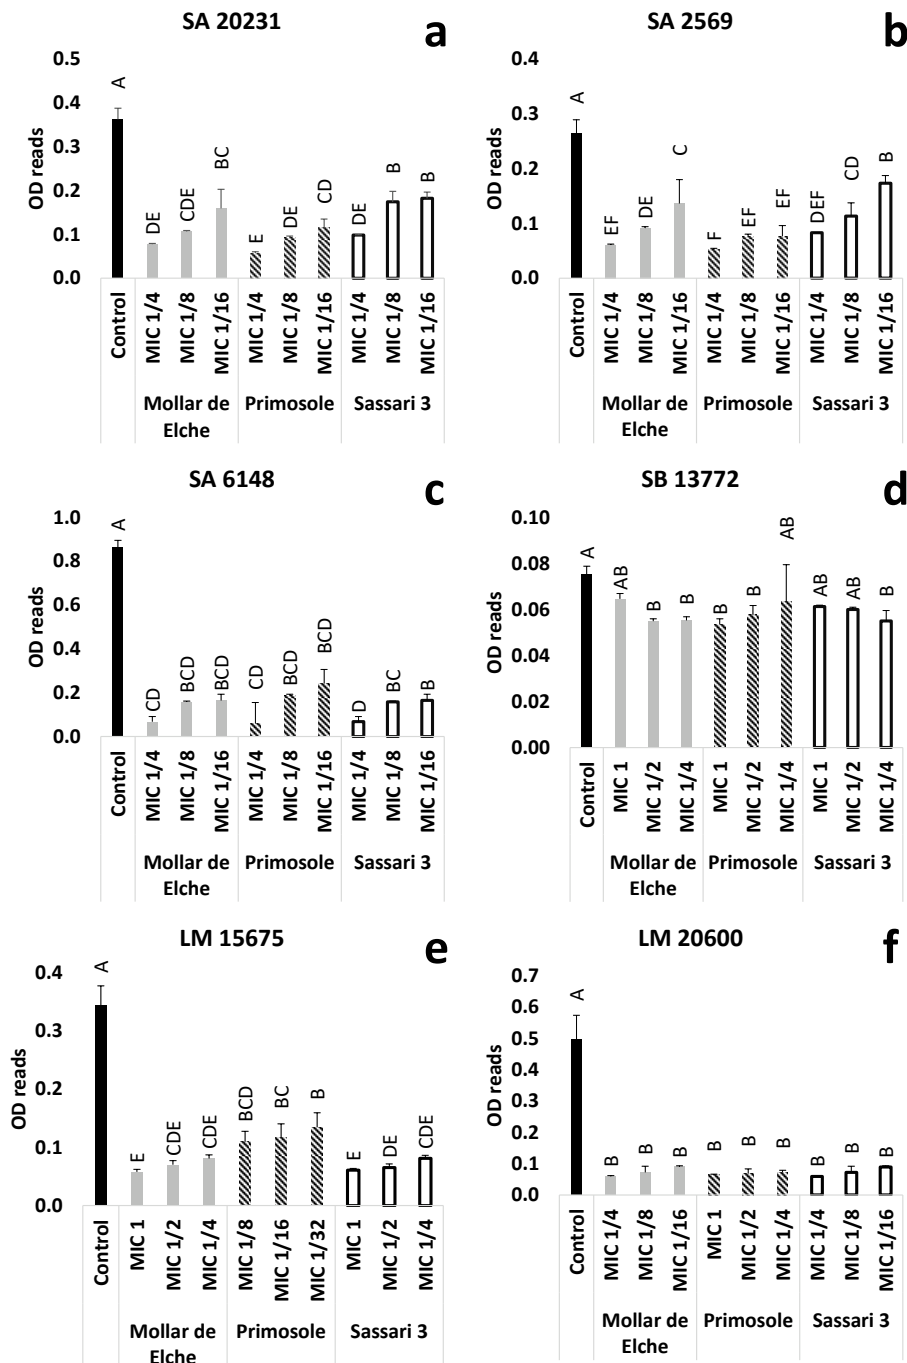 SA 20231
a
OD reads
0.5
0.4
0.3
0.2
0.1
0.0
A
DE
CDE
BC
E
DE
CD
DE
B
B
Control
MIC 1/4
MIC 1/8
MIC 1/16
MIC 1/4
MIC 1/8
MIC 1/16
MIC 1/4
MIC 1/8
MIC 1/16
Mollar de
Elche
Primosole
Sassari 3
SA 2569
b
OD reads
0.4
0.3
0.2
0.1
0.0
A
EF
DE
C
F
EF
EF
DEF
CD
B
Control
MIC 1/4
MIC 1/8
MIC 1/16
MIC 1/4
MIC 1/8
MIC 1/16
MIC 1/4
MIC 1/8
MIC 1/16
Mollar de
Elche
Primosole
Sassari 3
SA 6148
c
OD reads
1.0
0.8
0.6
0.4
0.2
0.0
A
CD
BCD
BCD
CD
BCD
BCD
D
BC
B
Control
MIC 1/4
MIC 1/8
MIC 1/16
MIC 1/4
MIC 1/8
MIC 1/16
MIC 1/4
MIC 1/8
MIC 1/16
Mollar de
Elche
Primosole
Sassari 3
SB 13772
d
OD reads
0.10
0.08
0.06
0.04
0.02
0.00
A
AB
B
B
B
B
AB
AB
AB
B
Control
MIC 1
MIC 1/2
MIC 1/4
MIC 1
MIC 1/2
MIC 1/4
MIC 1
MIC 1/2
MIC 1/4
Mollar de
Elche
Primosole
Sassari 3
LM 15675
e
OD reads
0.4
0.3
0.2
0.1
0.0
A
E
CDE
CDE
BCD
BC
B
E
DE
CDE
Control
MIC 1
MIC 1/2
MIC 1/4
MIC 1/8
MIC 1/16
MIC 1/32
MIC 1
MIC 1/2
MIC 1/4
Mollar de
Elche
Primosole
Sassari 3
LM 20600
f
OD reads
0.7
0.6
0.5
0.4
0.3
0.2
0.1
0.0
A
B
B
B
B
B
B
B
B
B
Control
MIC 1/4
MIC 1/8
MIC 1/16
MIC 1
MIC 1/2
MIC 1/4
MIC 1/4
MIC 1/8
MIC 1/16
Mollar de
Elche
Primosole
Sassari 3